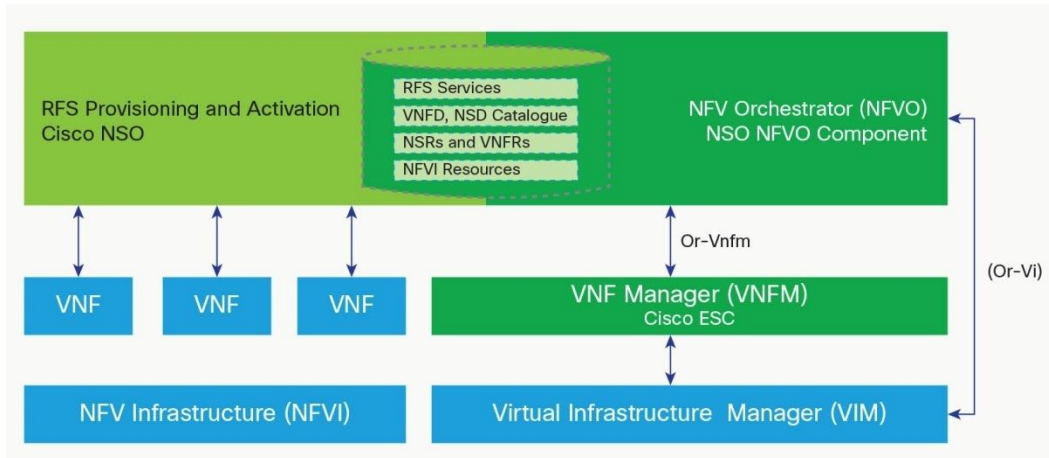 RFS Provisioning and Activation
Cisco NSO
RFS Services
VNFD, NSD Catalogue
NSRs and VNFRs
NFVI Resources
NFV Orchestrator (NFVO)
NSO NFVO Component
Or-Vnfm
(Or-Vi)
VNF
VNF
VNF
VNF Manager (VNFM)
Cisco ESC
NFV Infrastructure (NFVI)
Virtual Infrastructure Manager (VIM)